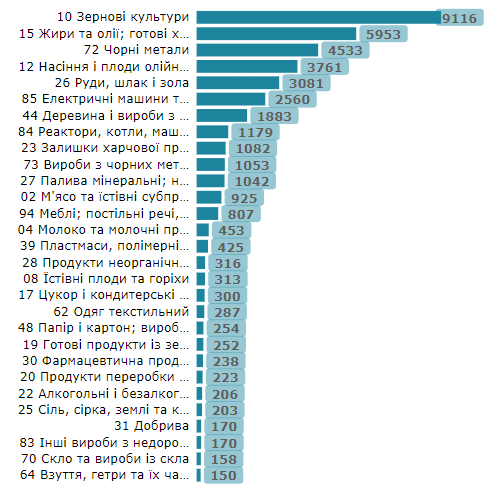 10 Зернові культури 9116
15 Жири та олії; готові х... 5953
72 Чорні метали 4533
12 Насіння і плоди олійн... 3761
26 Руди, шлак і зола 3081
85 Електричні машини т... 2560
44 Деревина і вироби з ... 1883
84 Реактори, котли, маш... 1179
23 Залишки харчової пр... 1082
73 Вироби з чорних мет... 1053
27 Палива мінеральні; н... 1042
02 М'ясо та їстівні субпр... 925
94 Меблі; постільні речі,... 807
04 Молоко та молочні пр... 453
39 Пластмаси, полімерні... 425
28 Продукти неорганічн... 316
08 Їстівні плоди та горіхи 313
17 Цукор і кондитерські ... 300
62 Одяг текстильний 287
48 Папір і картон; вироб... 254
19 Готові продукти із зе... 252
30 Фармацевтична прод... 238
20 Продукти переробки ... 223
22 Алкогольні і безалког... 206
25 Сіль, сірка, землі та к... 203
31 Добрива 170
83 Інші вироби з недоро... 170
70 Скло та вироби із скла 158
64 Взуття, гетри та їх ча... 150